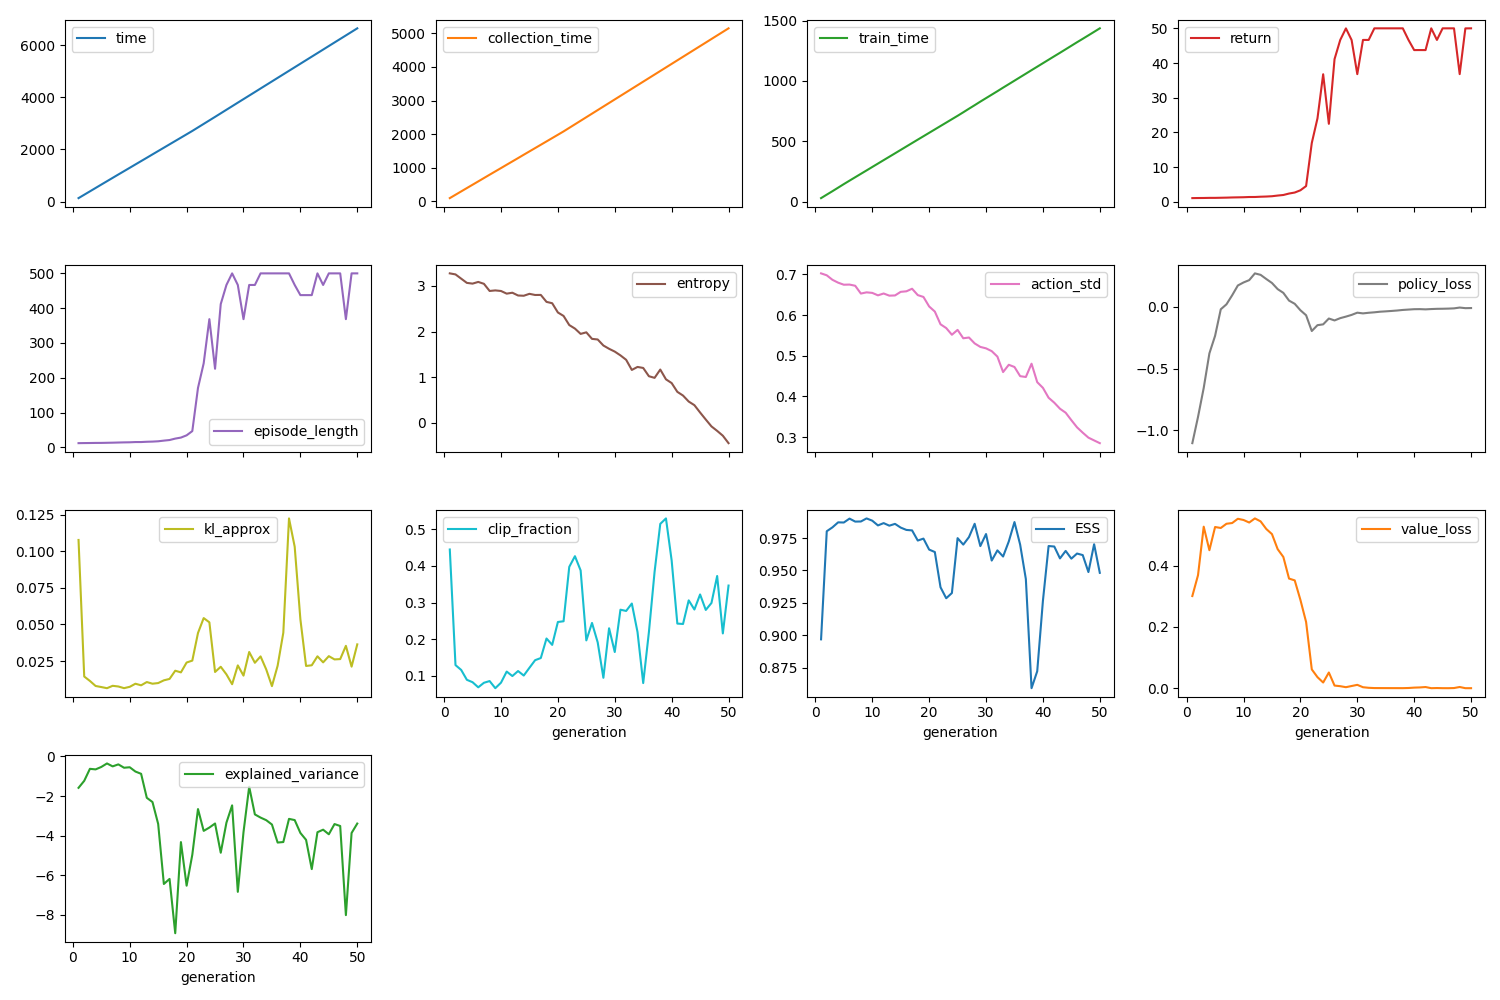 time
6000
4000
2000
0
collection_time
5000
4000
3000
2000
1000
0
train_time
1500
1000
500
0
return
50
40
30
20
10
0
episode_length
500
400
300
200
100
0
entropy
3
2
1
0
action_std
0.7
0.6
0.5
0.4
0.3
policy_loss
0.0
−0.5
−1.0
kl_approx
0.125
0.100
0.075
0.050
0.025
clip_fraction
0.5
0.4
0.3
0.2
0.1
0 10 20 30 40 50
generation
ESS
0.975
0.950
0.925
0.900
0.875
0 10 20 30 40 50
generation
value_loss
0.4
0.2
0.0
0 10 20 30 40 50
generation
explained_variance
0
−2
−4
−6
−8
0 10 20 30 40 50
generation